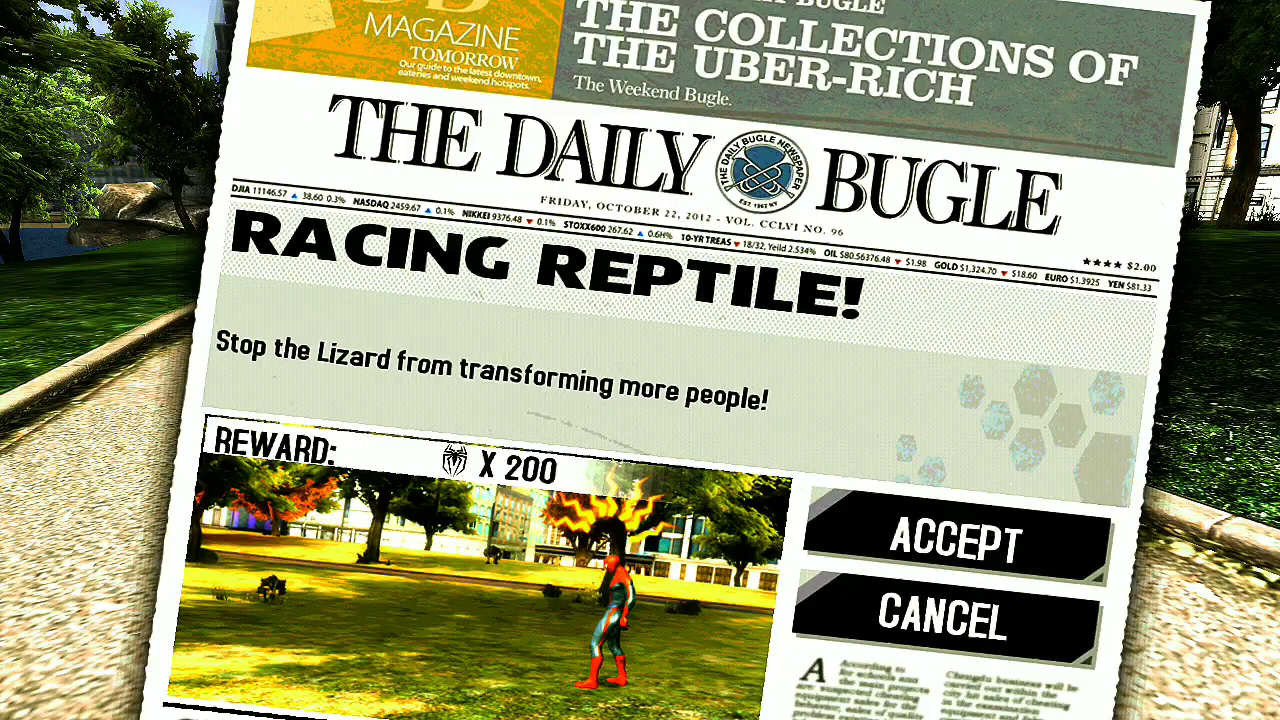 MAGAZINE
TOMORROW
Our guide to the latest downtown,
eateries and weekend hotspots.
BUGLE
THE COLLECTIONS OF
THE UBER-RICH
The Weekend Bugle.
THE DAILY BUGLE
THE DAILY BUGLE NEWSPAPER
FRIDAY, OCTOBER 22, 2012 - VOL. CCLVI NO. 96
★★★★ $2.00
DJIA 11146.57 ▲ 38.60 0.3% NASDAQ 2459.67 ▲ 0.1% NIKKEI 9376.48 ▼ 0.1% STOXX600 267.62 ▲ 0.6H% 10-YR TREAS ▼ 18/32, Yeild 2.534% OIL $80.56376.48 ▼ $1.98 GOLD $1,324.70 ▼ $18.60 EURO $1.3925 YEN $81.33
RACING REPTILE!
Stop the Lizard from transforming more people!
REWARD: X 200
ACCEPT
CANCEL
According to